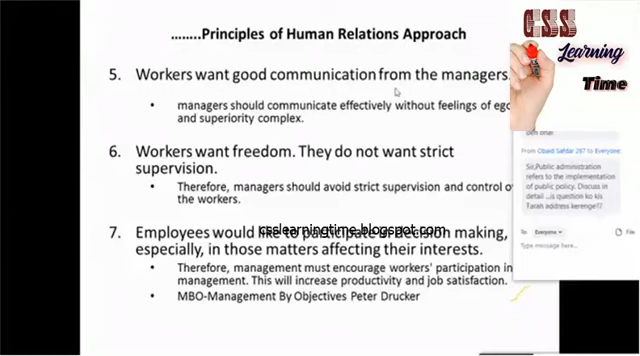 ........Principles of Human Relations Approach
5. Workers want good communication from the managers.
• managers should communicate effectively without feelings of ego
and superiority complex.
6. Workers want freedom. They do not want strict
supervision.
• Therefore, managers should avoid strict supervision and control o
the workers.
7. Employees would like to participate in decision making,
especially, in those matters affecting their interests.
• Therefore, management must encourage workers' participation in
management. This will increase productivity and job satisfaction.
• MBO-Management By Objectives Peter Drucker
csslearningtime.blogspot.com
CSS
Learning
Time
From Obaid Safdar 287 to Everyone:
Sir,Public administration
refers to the implementation
of public policy. Discuss in
detail ...is question ko kis
Tarah address kerenge??
To: Everyone
File
Type message here...